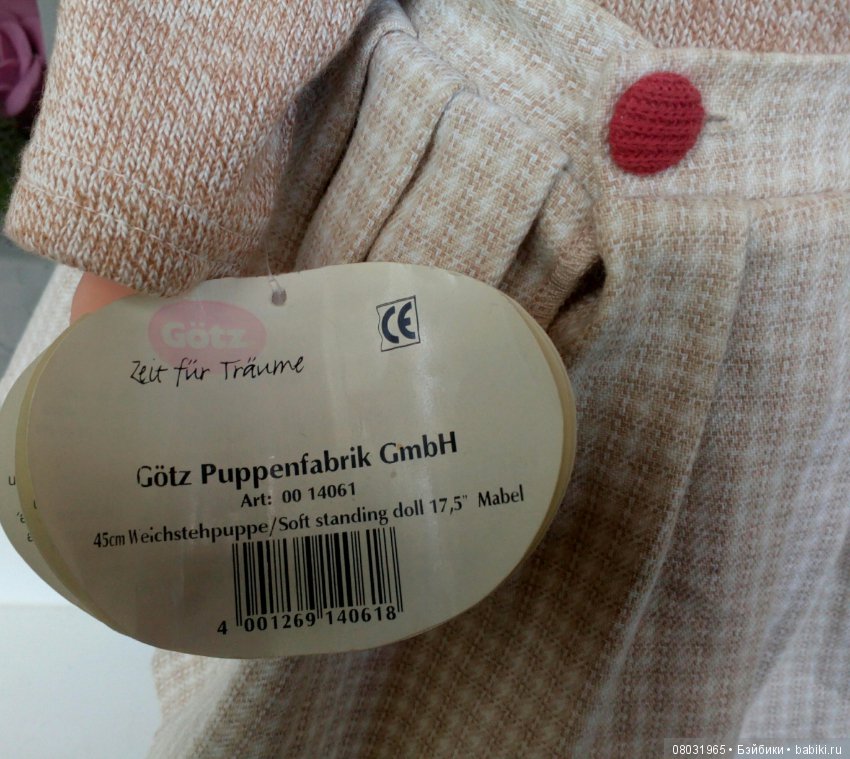 Götz
CE
Zeit für Träume
Götz Puppenfabrik GmbH
Art: 00 14061
45cm Weichstehpuppe/Soft standing doll 17,5" Mabel
4 001269 140618
08031965 • Бэйбики • babiki.ru